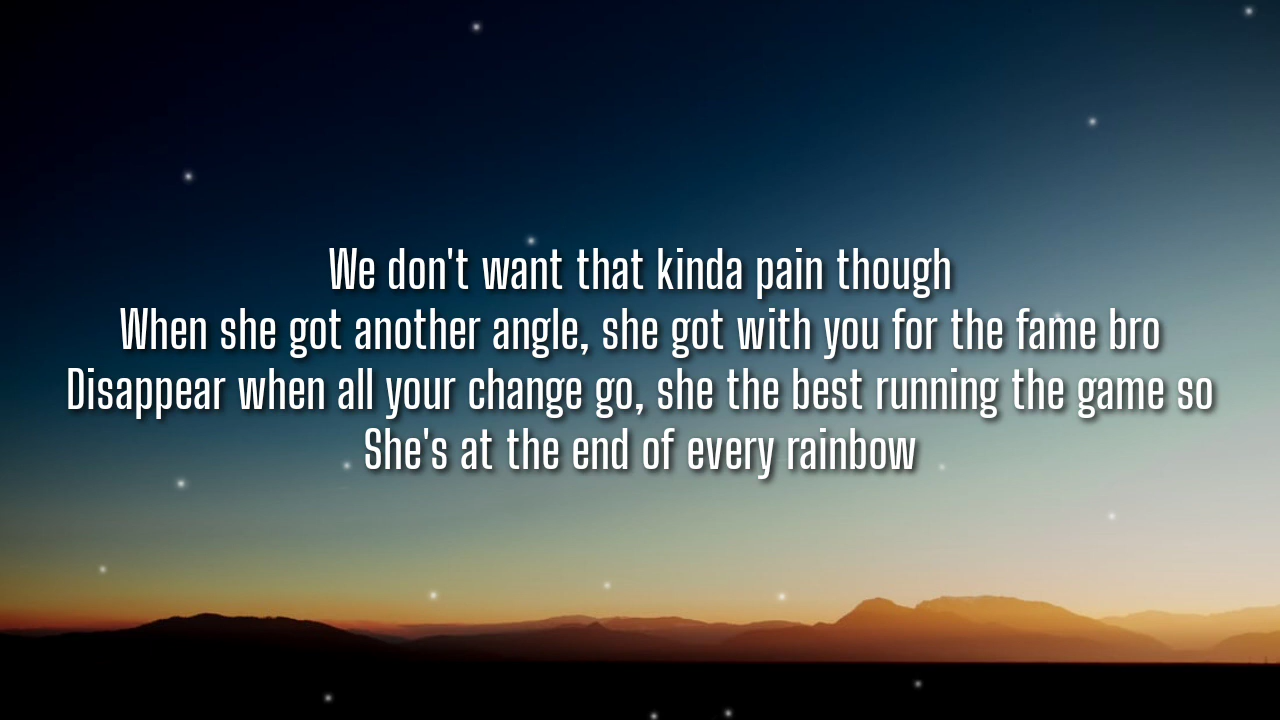 We don't want that kinda pain though
When she got another angle, she got with you for the fame bro
Disappear when all your change go, she the best running the game so
She's at the end of every rainbow